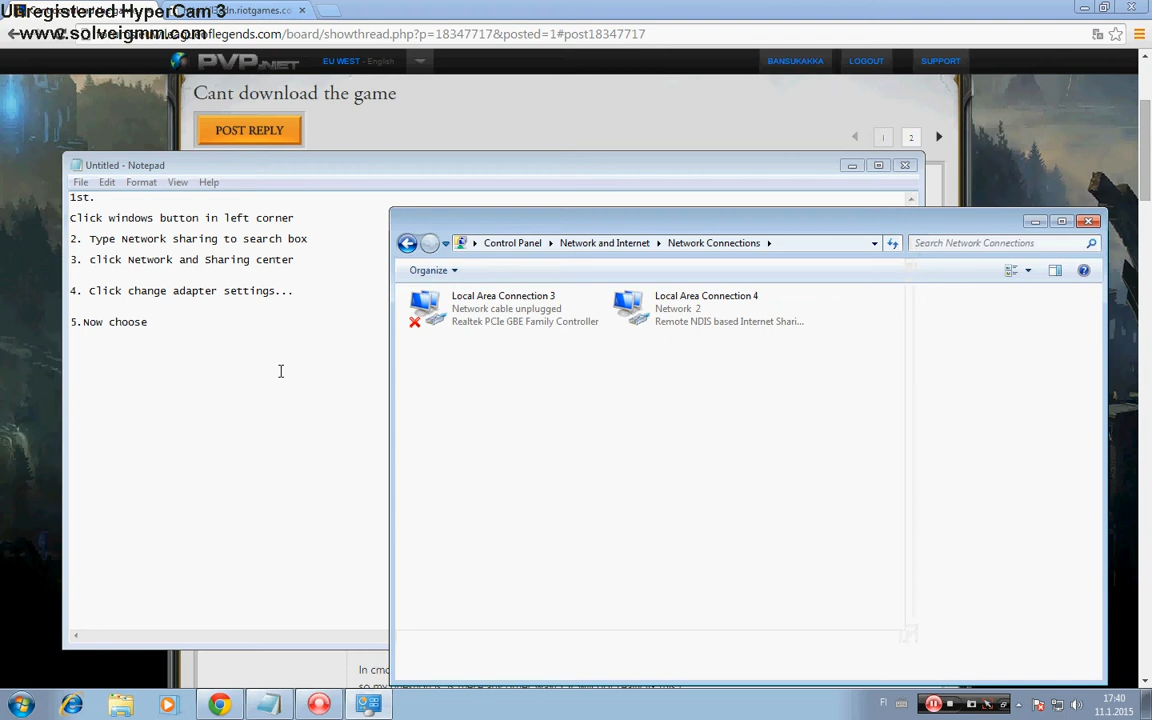 Unregistered HyperCam 3
www.solveigmm.com
riotgames.co...
leagueoflegends.com/board/showthread.php?p=18347717&posted=1#post18347717
PVP.NET
EU WEST - English
BANSUKAKKA
LOGOUT
SUPPORT
Cant download the game
POST REPLY
1
2
Untitled - Notepad
File Edit Format View Help
1st.
Click windows button in left corner
2. Type Network sharing to search box
3. click Network and Sharing center
4. Click change adapter settings...
5.Now choose
Control Panel
Network and Internet
Network Connections
Search Network Connections
Organize
Local Area Connection 3
Network cable unplugged
Realtek PCIe GBE Family Controller
Local Area Connection 4
Network 2
Remote NDIS based Internet Shari...
In cmd
FI
17:40
11.1.2015